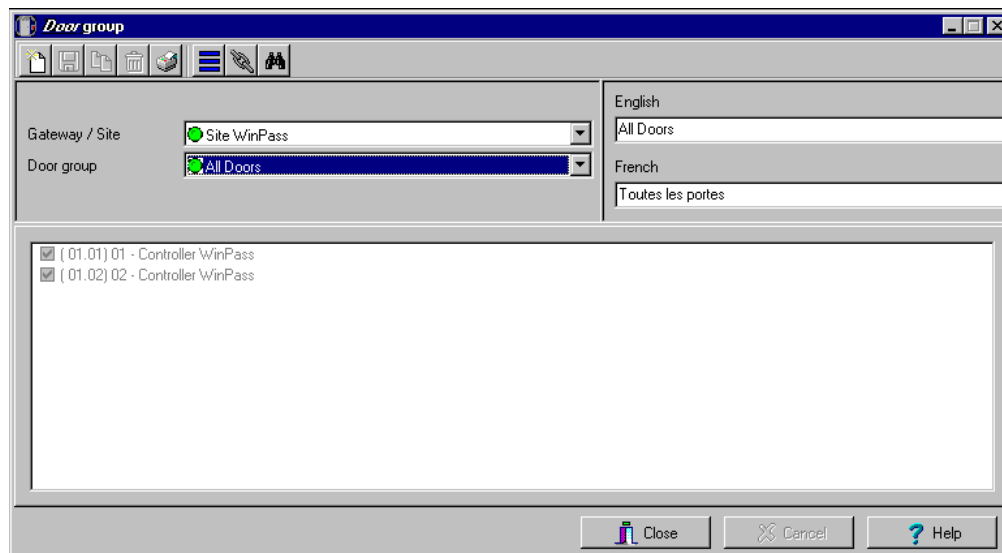 Door group
English
Gateway / Site Site WinPass All Doors
Door group All Doors French
Toutes les portes
( 01.01) 01 - Controller WinPass
( 01.02) 02 - Controller WinPass
Close Cancel ? Help